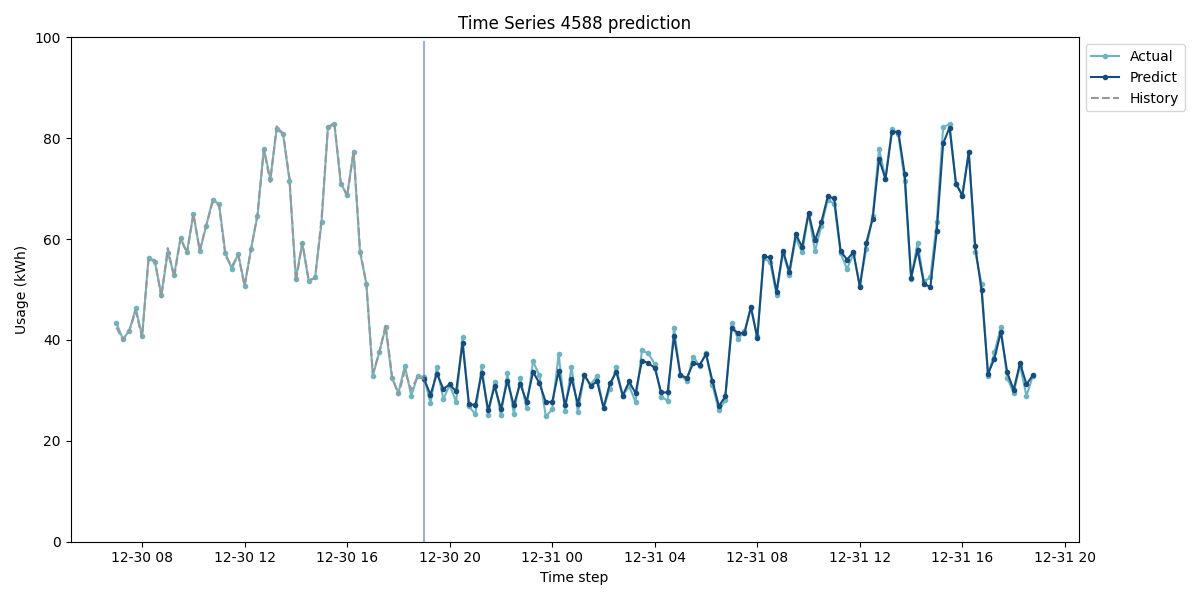 Time Series 4588 prediction
Usage (kWh)
100
80
60
40
20
0
12-30 08
12-30 12
12-30 16
12-30 20
12-31 00
12-31 04
12-31 08
12-31 12
12-31 16
12-31 20
Time step
Actual
Predict
History